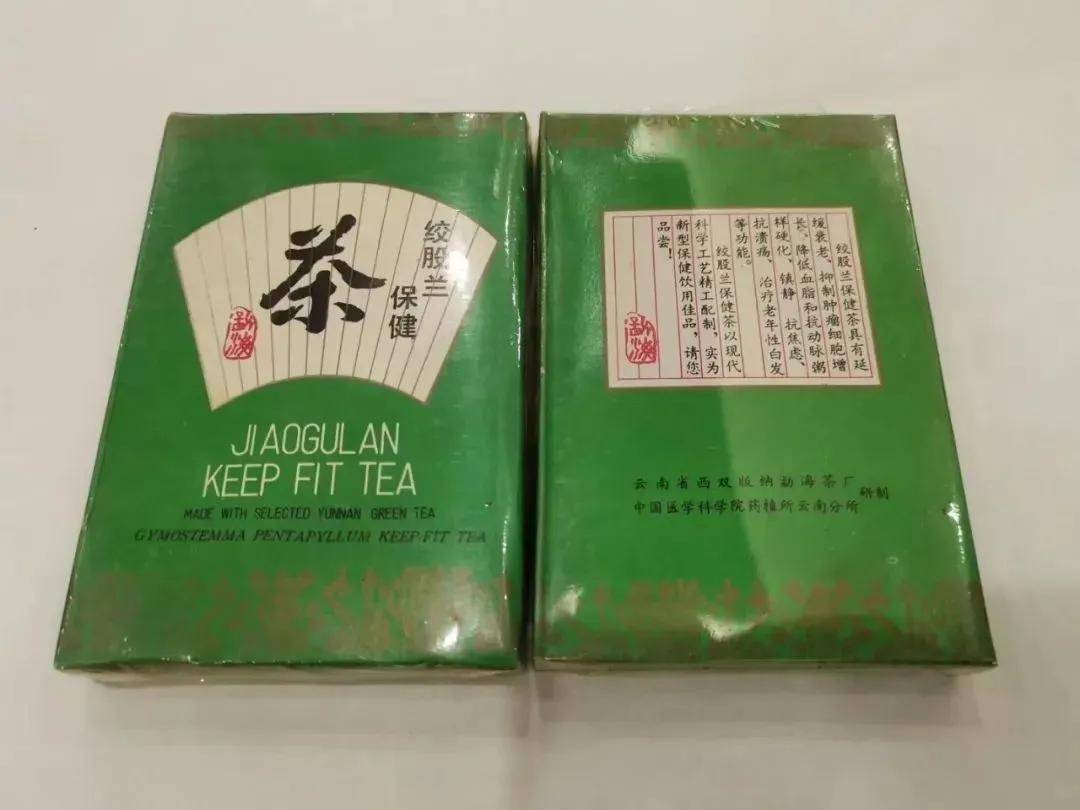 绞股兰
保健
茶
勐海
JIAOGULAN
KEEP FIT TEA
MADE WITH SELECTED YUNNAN GREEN TEA
GYMOSTEMMA PENTAPYLLUM KEEP-FIT TEA
绞股兰保健茶具有延
缓衰老、抑制肿瘤细胞增
长、降低血脂和抗动脉粥
样硬化、镇静 抗焦虑、
抗溃疡、治疗老年性白发
等功能。
绞股兰保健茶以现代
科学工艺精工配制,实为
新型保健饮用佳品,请您
品尝!
勐海
云南省西双版纳勐海茶厂
中国医学科学院药植所云南分所
研制